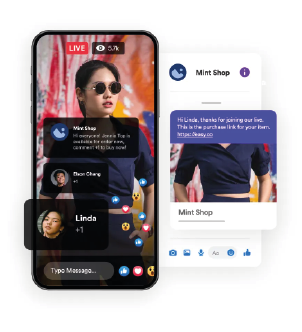 LIVE
5.7k
Mint Shop
Hi everyone! Jennie Top is
available for order now,
comment +1 to buy now!
Elson Chang
+1
Linda
+1
Type Message...
Mint Shop
Hi Linda, thanks for joining our live.
This is the purchase link for your item.
https://easy.co
Mint Shop
Aa